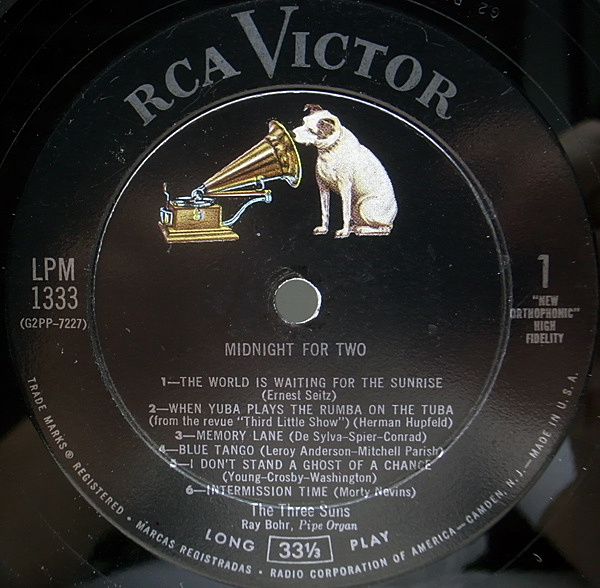 RCA VICTOR
LPM
1333
(G2PP-7227)
1
"NEW
ORTHOPHONIC"
HIGH
FIDELITY
MIDNIGHT FOR TWO
1—THE WORLD IS WAITING FOR THE SUNRISE
(Ernest Seitz)
2—WHEN YUBA PLAYS THE RUMBA ON THE TUBA
(from the revue "Third Little Show") (Herman Hupfeld)
3—MEMORY LANE (De Sylva-Spier-Conrad)
4—BLUE TANGO (Leroy Anderson-Mitchell Parish)
5—I DON'T STAND A GHOST OF A CHANCE
(Young-Crosby-Washington)
6—INTERMISSION TIME (Morty Nevins)
The Three Suns
Ray Bohr, Pipe Organ
LONG 33⅓ PLAY
TRADE MARKS ® REGISTERED • MARCAS REGISTRADAS • RADIO CORPORATION OF AMERICA—CAMDEN, N.J.—MADE IN U.S.A.